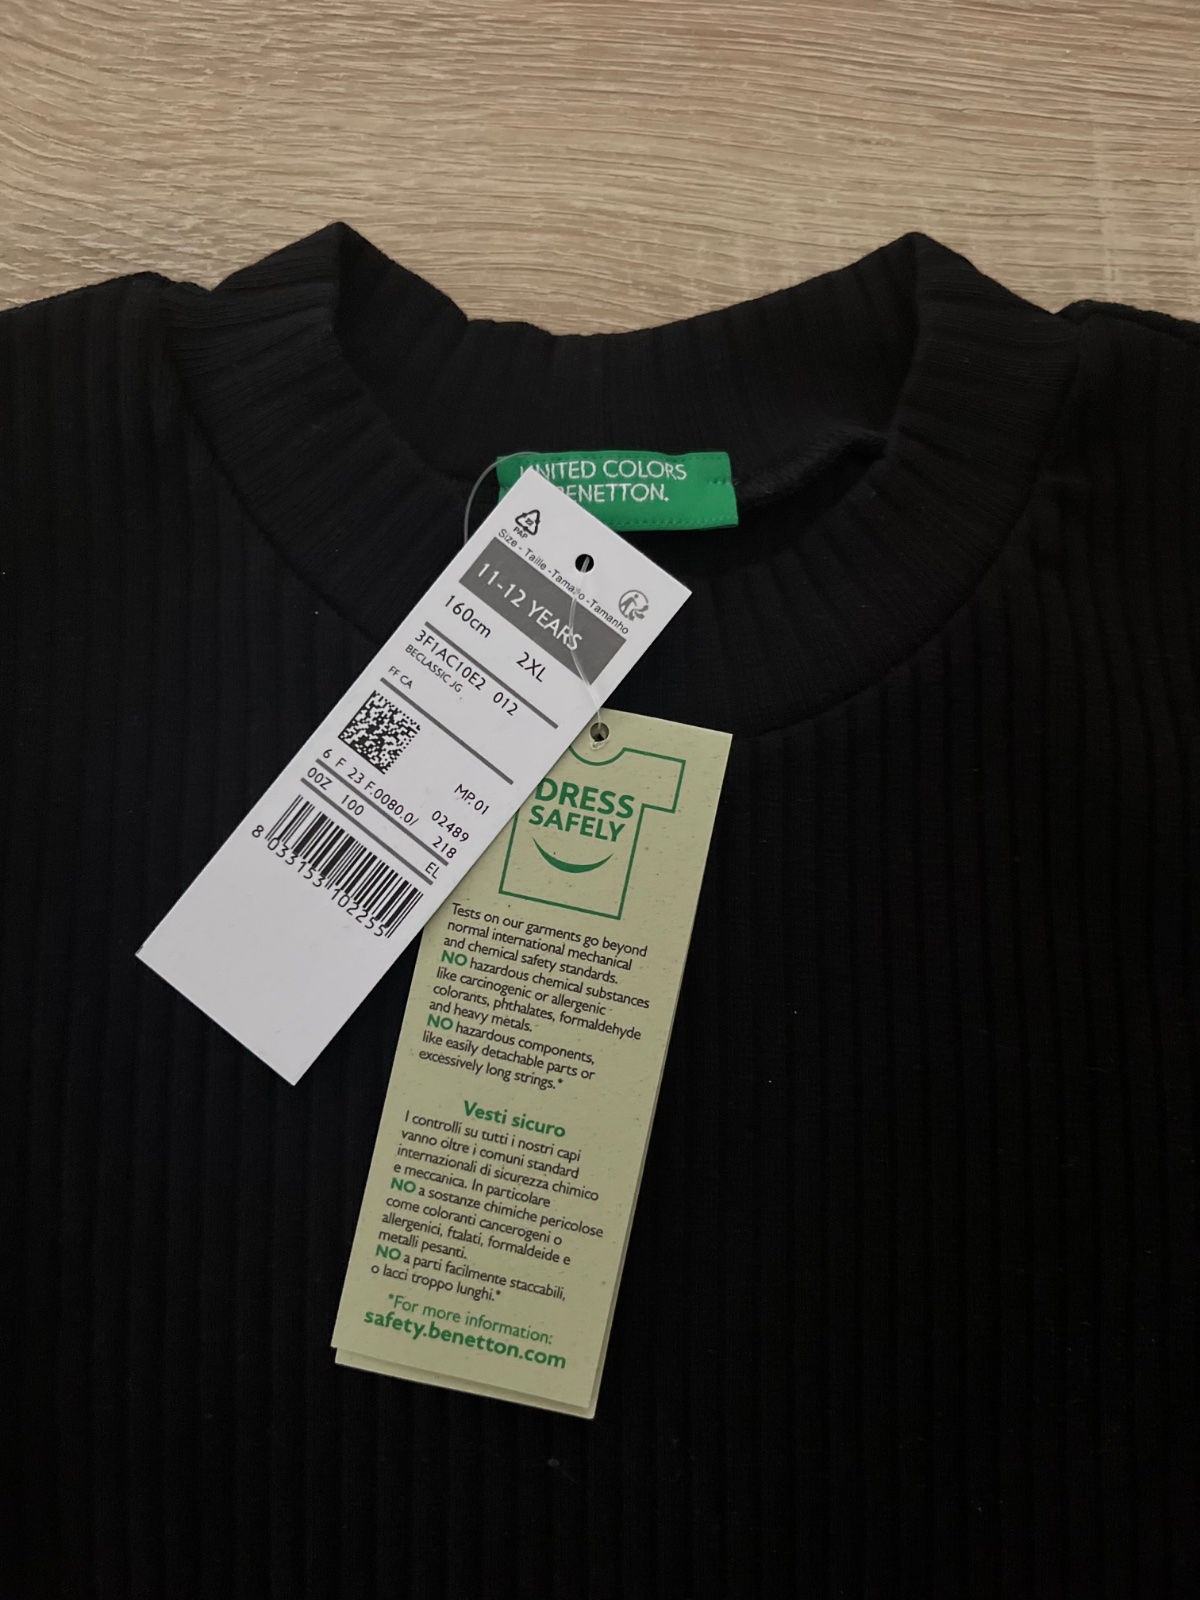 UNITED COLORS
BENETTON.
22
PAP
Size - Taille - Tamaño - Tamanho
11-12 YEARS
160cm 2XL
3F1AC10E2 012
BECLASSIC JG
FF CA
MP.01
6 F 23 F.0080.0/ 02489
00Z 100 218
EL
8 033153 102255
DRESS
SAFELY
Tests on our garments go beyond
normal international mechanical
and chemical safety standards.
NO hazardous chemical substances
like carcinogenic or allergenic
colorants, phthalates, formaldehyde
and heavy metals.
NO hazardous components,
like easily detachable parts or
excessively long strings.*
Vesti sicuro
I controlli su tutti i nostri capi
vanno oltre i comuni standard
internazionali di sicurezza chimico
e meccanica. In particolare
NO a sostanze chimiche pericolose
come coloranti cancerogeni o
allergenici, ftalati, formaldeide e
metalli pesanti.
NO a parti facilmente staccabili,
o lacci troppo lunghi.*
*For more information:
safety.benetton.com